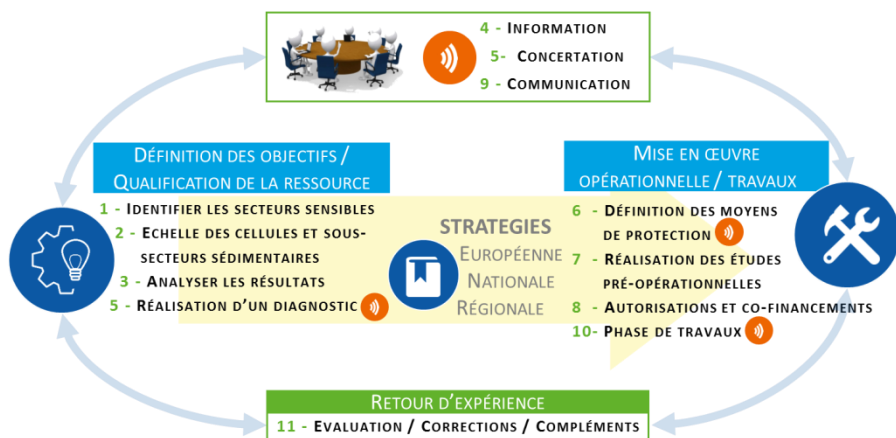 4 - INFORMATION
5- CONCERTATION
9 - COMMUNICATION
DÉFINITION DES OBJECTIFS /
QUALIFICATION DE LA RESSOURCE
1 - IDENTIFIER LES SECTEURS SENSIBLES
2 - ECHELLE DES CELLULES ET SOUS-
SECTEURS SÉDIMENTAIRES
3 - ANALYSER LES RÉSULTATS
5 - RÉALISATION D'UN DIAGNOSTIC
STRATEGIES
EUROPÉENNE
NATIONALE
RÉGIONALE
MISE EN ŒUVRE
OPÉRATIONNELLE / TRAVAUX
6 - DÉFINITION DES MOYENS
DE PROTECTION
7 - RÉALISATION DES ÉTUDES
PRÉ-OPÉRATIONNELLES
8 - AUTORISATIONS ET CO-FINANCEMENTS
10- PHASE DE TRAVAUX
RETOUR D'EXPÉRIENCE
11 - EVALUATION / CORRECTIONS / COMPLÉMENTS